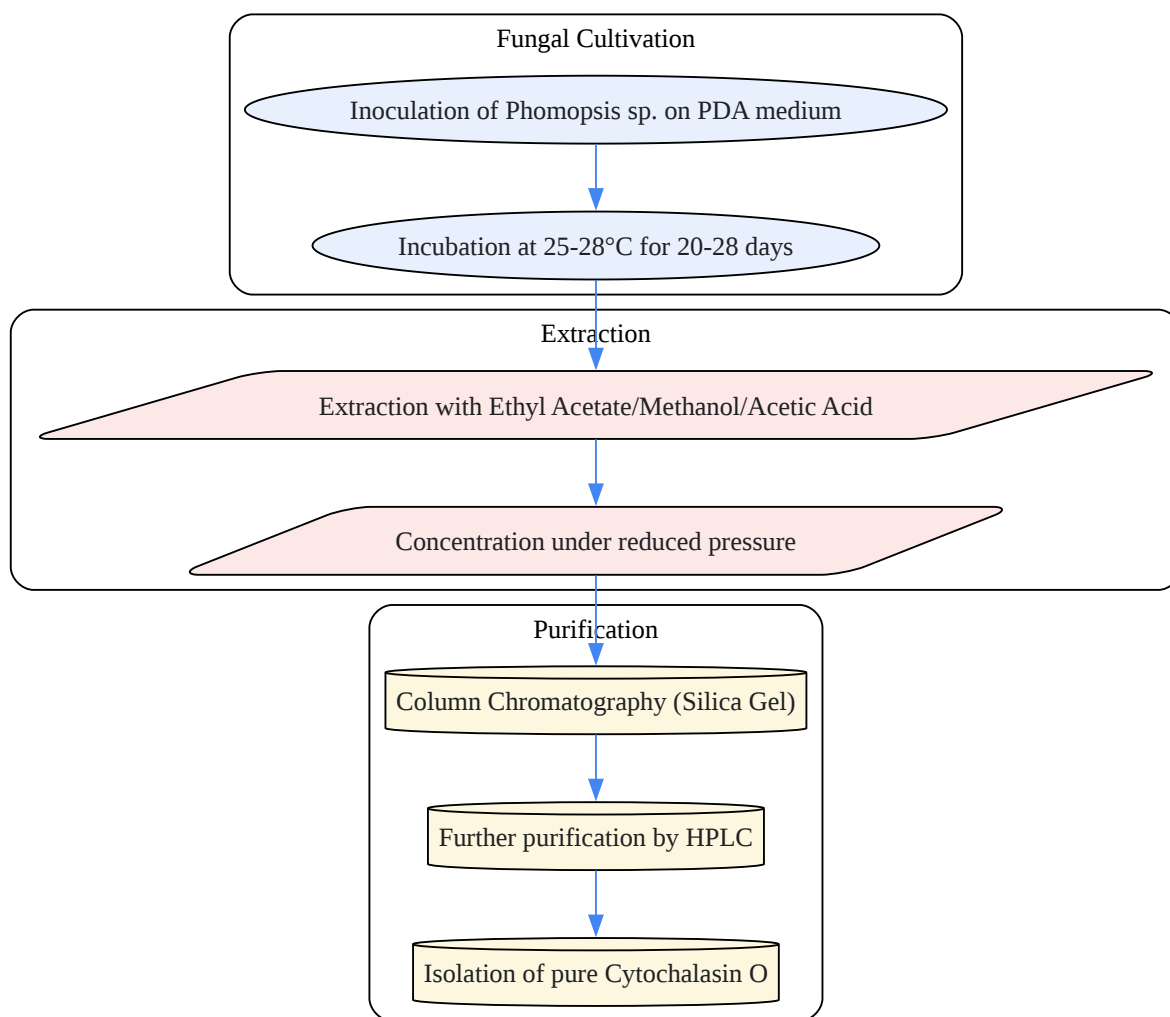 Fungal Cultivation
Inoculation of Phomopsis sp. on PDA medium
Incubation at 25-28°C for 20-28 days
Extraction
Extraction with Ethyl Acetate/Methanol/Acetic Acid
Concentration under reduced pressure
Purification
Column Chromatography (Silica Gel)
Further purification by HPLC
Isolation of pure Cytochalasin O